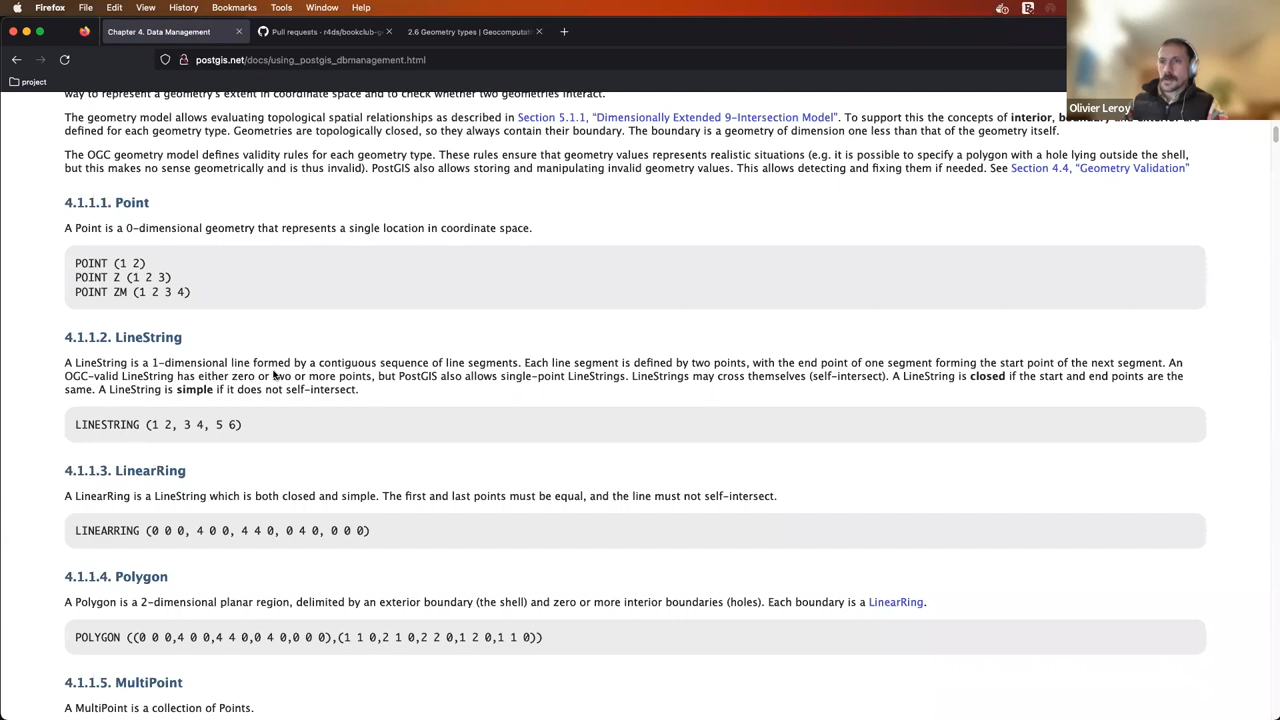 Firefox File Edit View History Bookmarks Tools Window Help
Chapter 4. Data Management
Pull requests · r4ds/bookclub-g
2.6 Geometry types | Geocomputat
postgis.net/docs/using_postgis_dbmanagement.html
project
Olivier Leroy
way to represent a geometry's extent in coordinate space and to check whether two geometries interact.
The geometry model allows evaluating topological spatial relationships as described in Section 5.1.1, “Dimensionally Extended 9-Intersection Model”. To support this the concepts of interior,
defined for each geometry type. Geometries are topologically closed, so they always contain their boundary. The boundary is a geometry of dimension one less than that of the geometry itself.
The OGC geometry model defines validity rules for each geometry type. These rules ensure that geometry values represents realistic situations (e.g. it is possible to specify a polygon with a hole lying outside the shell,
but this makes no sense geometrically and is thus invalid). PostGIS also allows storing and manipulating invalid geometry values. This allows detecting and fixing them if needed. See Section 4.4, “Geometry Validation”
4.1.1.1. Point
A Point is a 0-dimensional geometry that represents a single location in coordinate space.
POINT (1 2)
POINT Z (1 2 3)
POINT ZM (1 2 3 4)
4.1.1.2. LineString
A LineString is a 1-dimensional line formed by a contiguous sequence of line segments. Each line segment is defined by two points, with the end point of one segment forming the start point of the next segment. An
OGC-valid LineString has either zero or two or more points, but PostGIS also allows single-point LineStrings. LineStrings may cross themselves (self-intersect). A LineString is closed if the start and end points are the
same. A LineString is simple if it does not self-intersect.
LINESTRING (1 2, 3 4, 5 6)
4.1.1.3. LinearRing
A LinearRing is a LineString which is both closed and simple. The first and last points must be equal, and the line must not self-intersect.
LINEARRING (0 0 0, 4 0 0, 4 4 0, 0 4 0, 0 0 0)
4.1.1.4. Polygon
A Polygon is a 2-dimensional planar region, delimited by an exterior boundary (the shell) and zero or more interior boundaries (holes). Each boundary is a LinearRing.
POLYGON ((0 0 0,4 0 0,4 4 0,0 4 0,0 0 0),(1 1 0,2 1 0,2 2 0,1 2 0,1 1 0))
4.1.1.5. MultiPoint
A MultiPoint is a collection of Points.